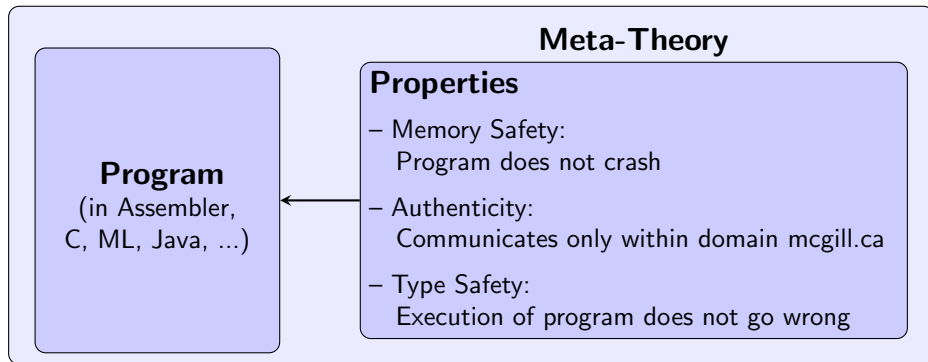 Meta-Theory
Program
(in Assembler,
C, ML, Java, ...)
Properties
– Memory Safety:
Program does not crash
– Authenticity:
Communicates only within domain mcgill.ca
– Type Safety:
Execution of program does not go wrong